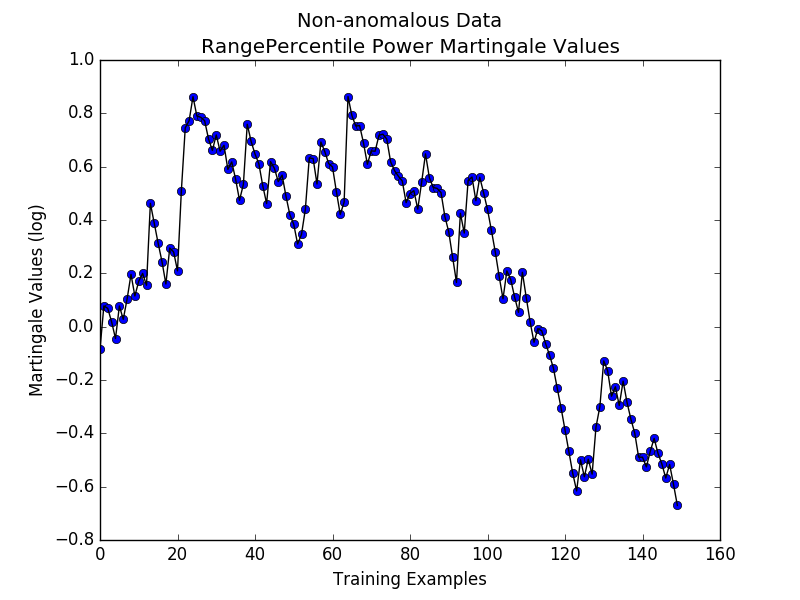 Non-anomalous Data
RangePercentile Power Martingale Values
1.0
0.8
0.6
0.4
0.2
0.0
−0.2
−0.4
−0.6
−0.8
Martingale Values (log)
0 20 40 60 80 100 120 140 160
Training Examples